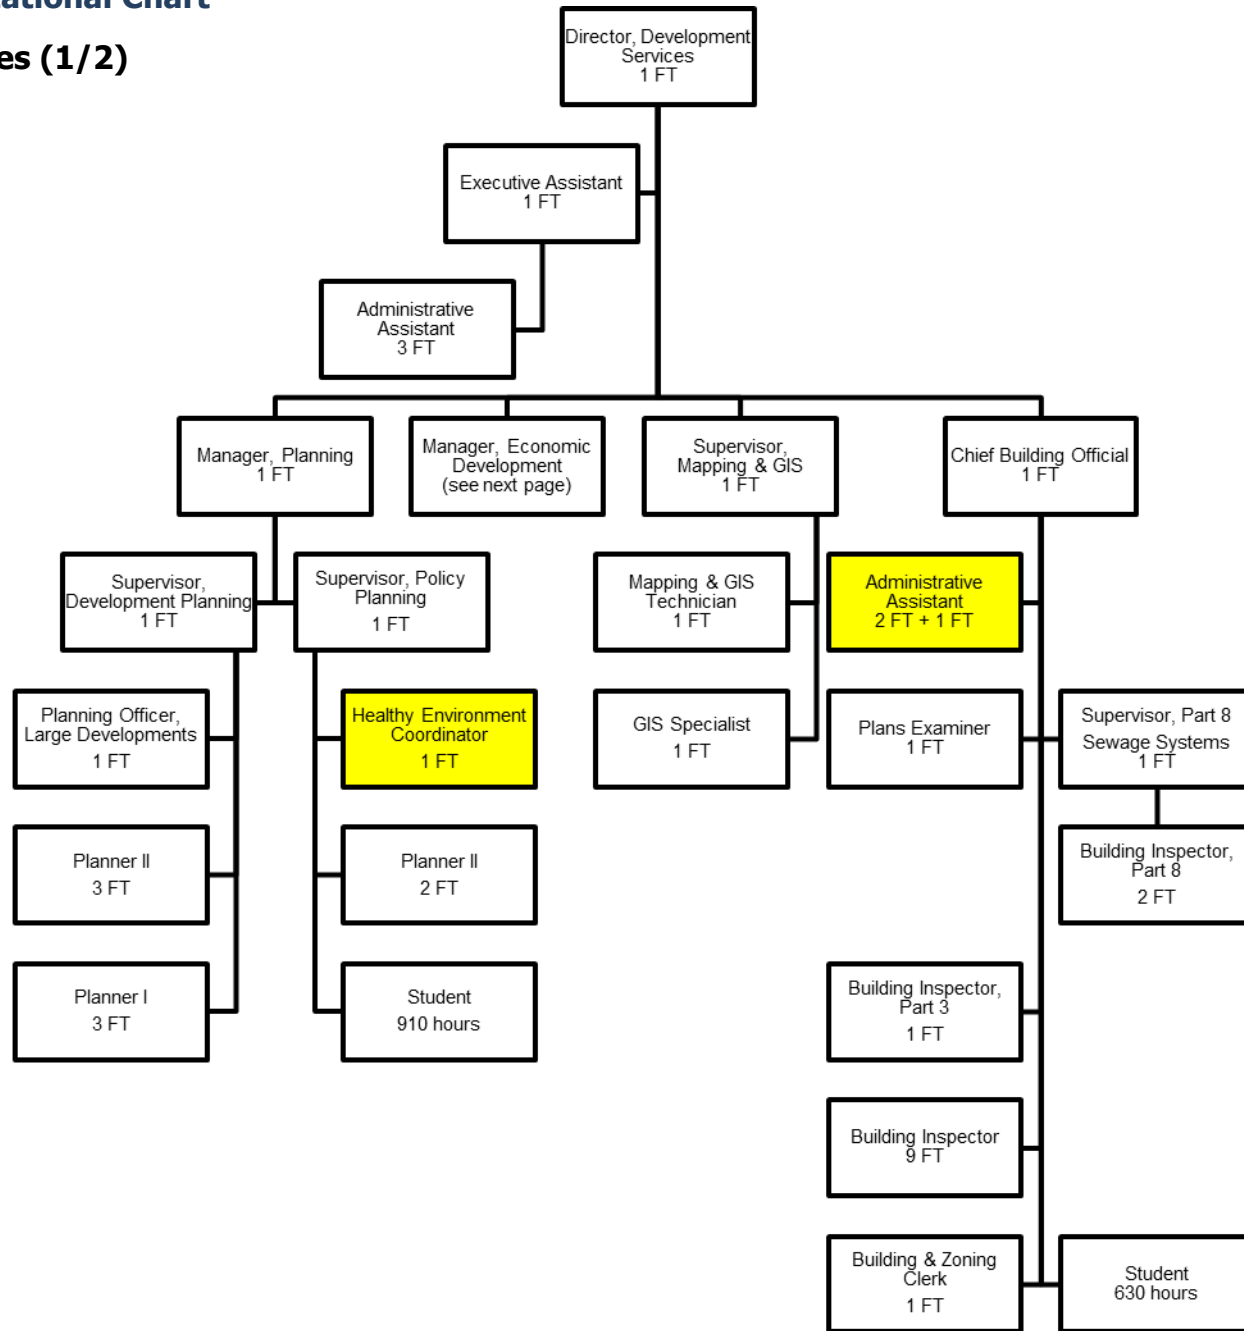 es (1/2)
Director, Development
Services
1 FT
Executive Assistant
1 FT
Administrative
Assistant
3 FT
Manager, Planning
1 FT
Manager, Economic
Development
(see next page)
Supervisor,
Mapping & GIS
1 FT
Chief Building Official
1 FT
Supervisor,
Development Planning
1 FT
Supervisor, Policy
Planning
1 FT
Mapping & GIS
Technician
1 FT
Administrative
Assistant
2 FT + 1 FT
Planning Officer,
Large Developments
1 FT
Healthy Environment
Coordinator
1 FT
GIS Specialist
1 FT
Plans Examiner
1 FT
Supervisor, Part 8
Sewage Systems
1 FT
Planner II
3 FT
Planner II
2 FT
Building Inspector,
Part 8
2 FT
Planner I
3 FT
Student
910 hours
Building Inspector,
Part 3
1 FT
Building Inspector
9 FT
Building & Zoning
Clerk
1 FT
Student
630 hours